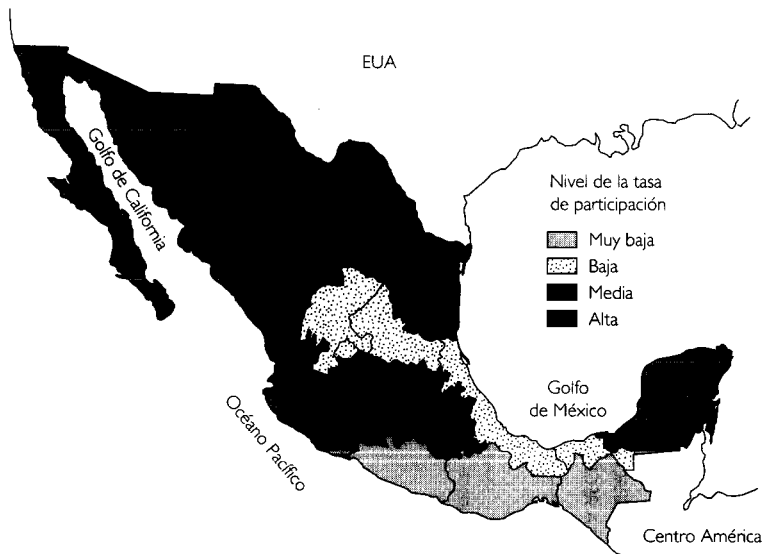 EUA
Golfo de California
Nivel de la tasa
de participación
Muy baja
Baja
Media
Alta
Golfo
de México
Océano Pacífico
Centro América